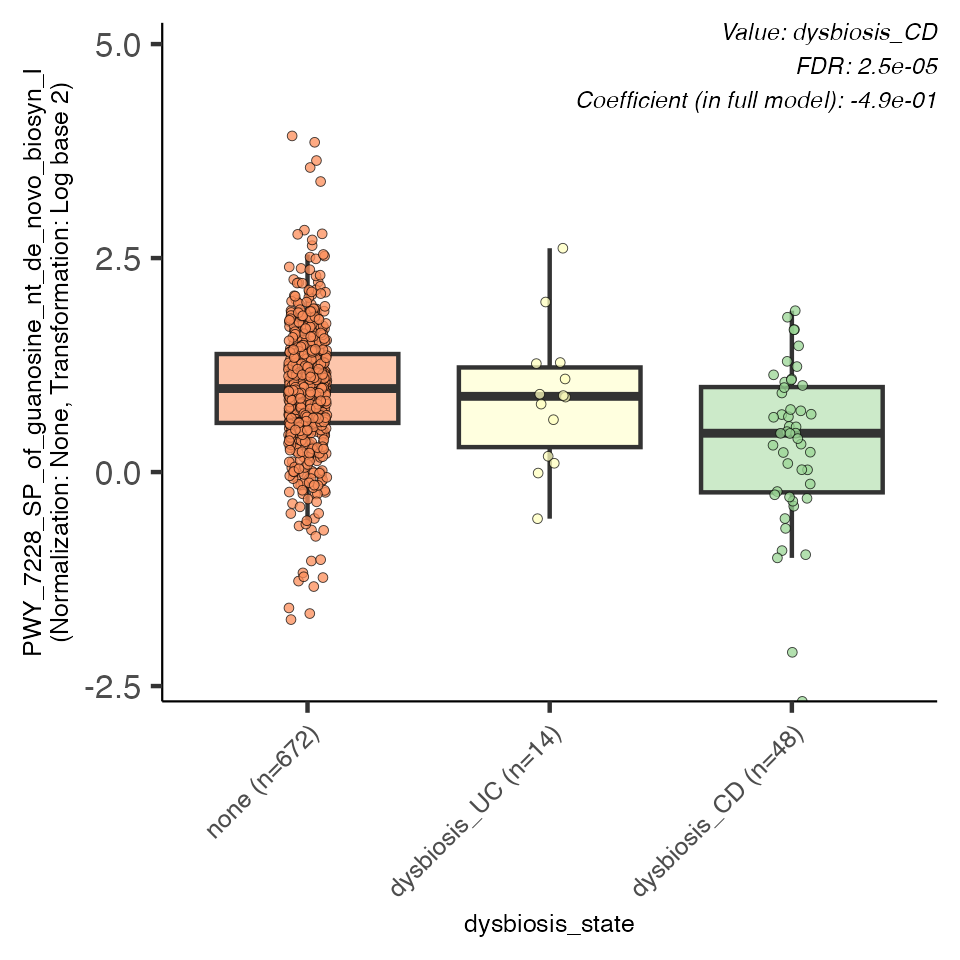 Value: dysbiosis_CD
FDR: 2.5e-05
Coefficient (in full model): -4.9e-01
PWY_7228_SP_of_guanosine_nt_de_novo_biosyn_I
(Normalization: None, Transformation: Log base 2)
5.0
2.5
0.0
-2.5
none (n=672)
dysbiosis_UC (n=14)
dysbiosis_CD (n=48)
dysbiosis_state